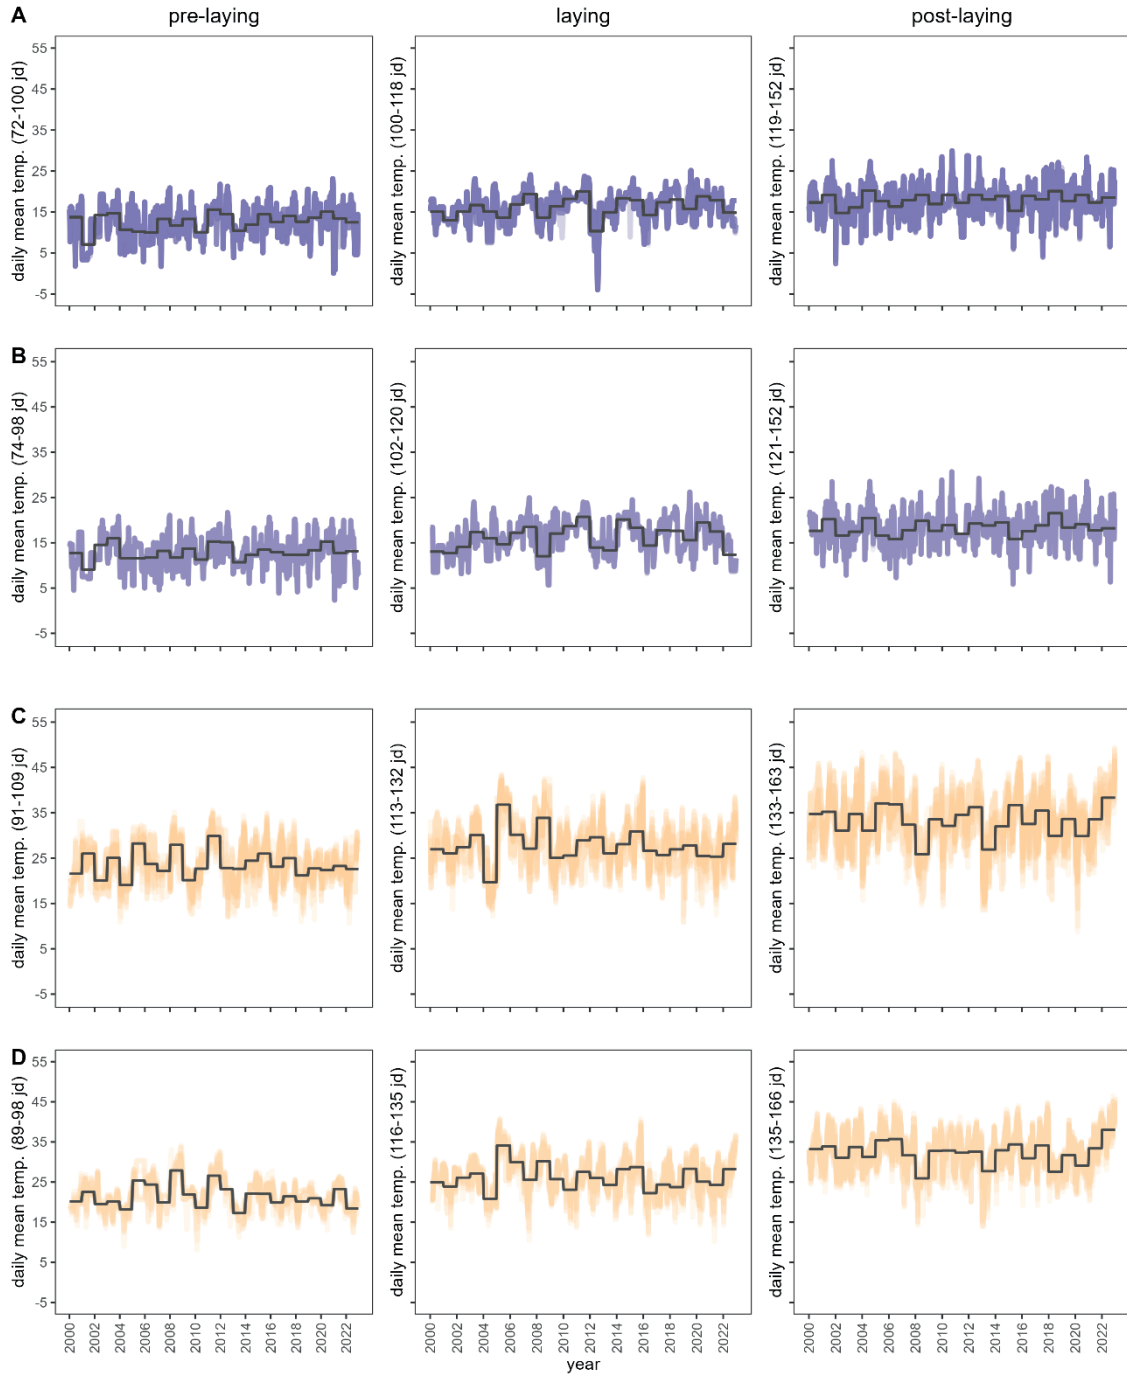 A pre-laying laying post-laying
daily mean temp. (72-100 jd)
55
45
35
25
15
5
-5
daily mean temp. (100-118 jd)
daily mean temp. (119-152 jd)
B
daily mean temp. (74-98 jd)
55
45
35
25
15
5
-5
daily mean temp. (102-120 jd)
daily mean temp. (121-152 jd)
C
daily mean temp. (91-109 jd)
55
45
35
25
15
5
-5
daily mean temp. (113-132 jd)
daily mean temp. (133-163 jd)
D
daily mean temp. (89-98 jd)
55
45
35
25
15
5
-5
daily mean temp. (116-135 jd)
daily mean temp. (135-166 jd)
2000 2002 2004 2006 2008 2010 2012 2014 2016 2018 2020 2022
2000 2002 2004 2006 2008 2010 2012 2014 2016 2018 2020 2022
2000 2002 2004 2006 2008 2010 2012 2014 2016 2018 2020 2022
year